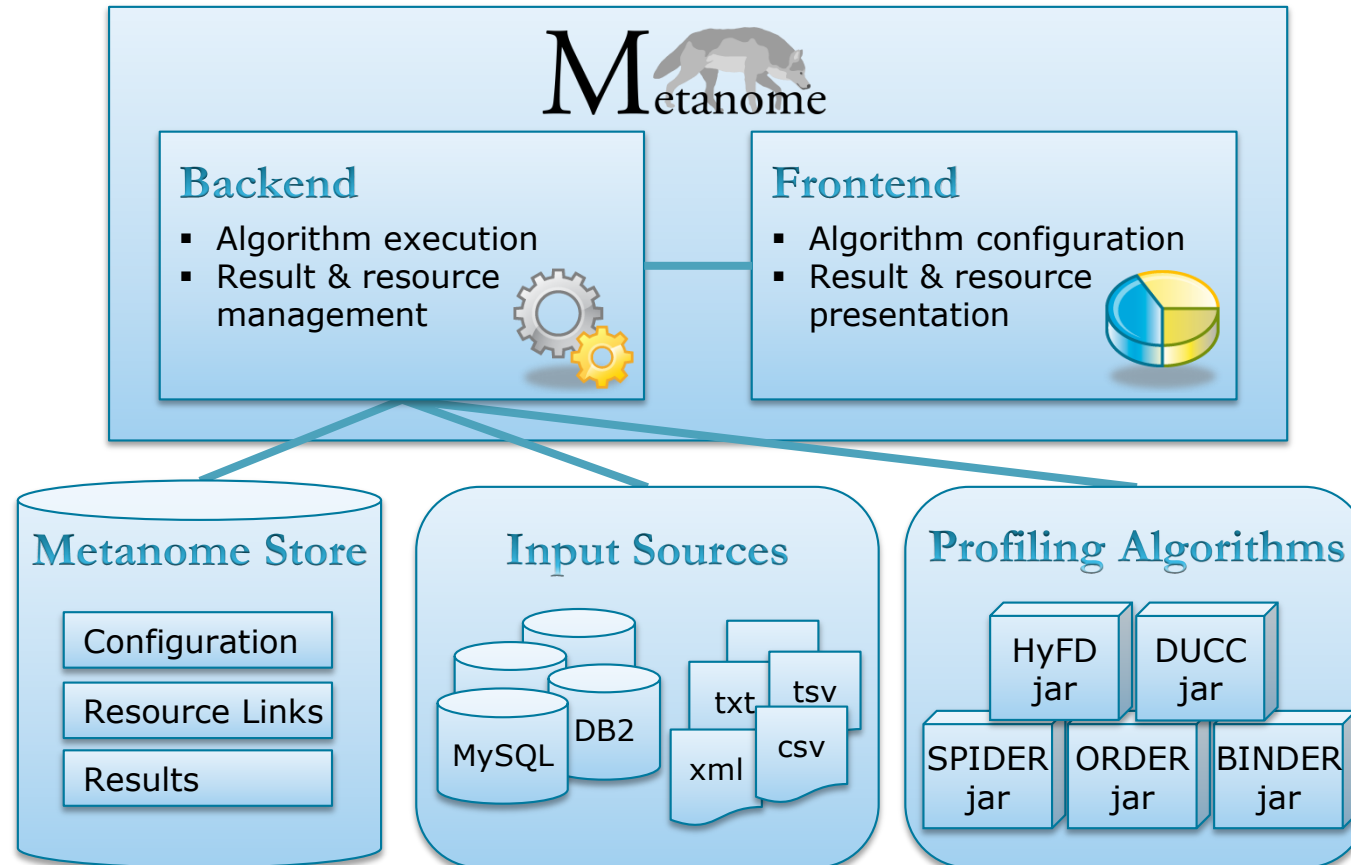 Metanome
Backend
▪ Algorithm execution
▪ Result & resource
management
Frontend
▪ Algorithm configuration
▪ Result & resource
presentation
Metanome Store
Configuration
Resource Links
Results
Input Sources
MySQL
DB2
txt
tsv
xml
csv
Profiling Algorithms
HyFD
jar
DUCC
jar
SPIDER
jar
ORDER
jar
BINDER
jar